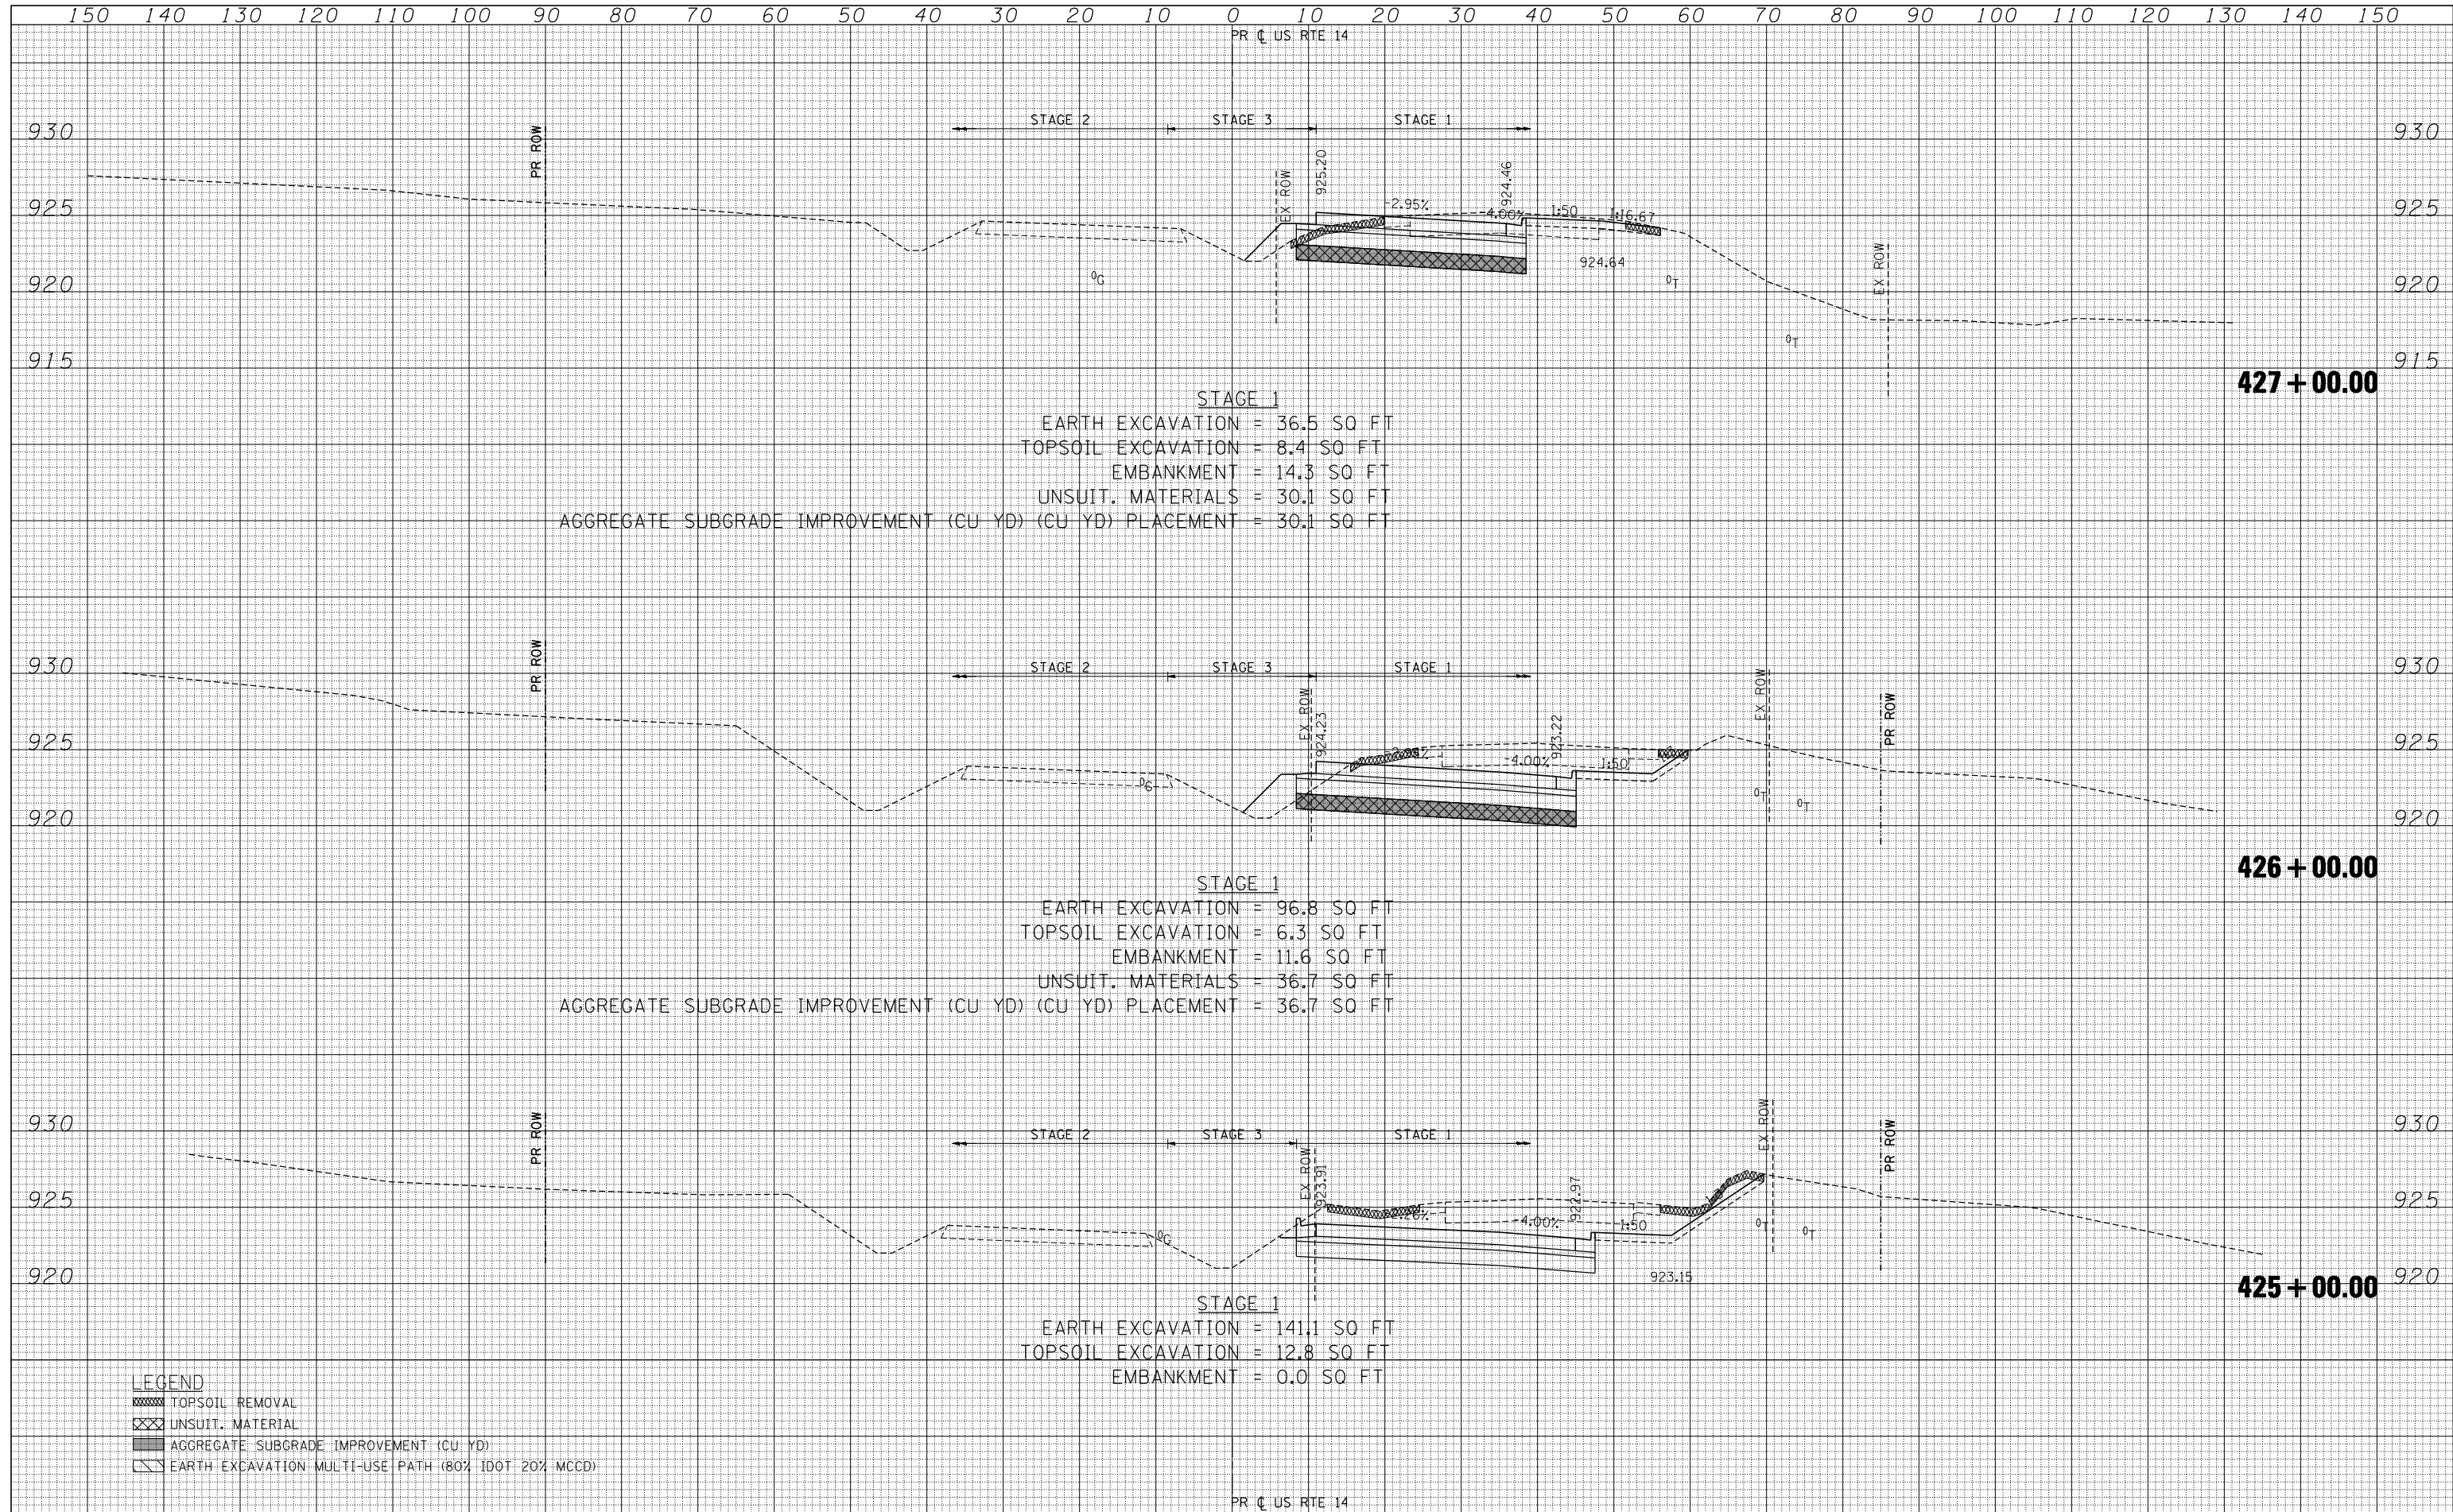 150 140 130 120 110 100 90 80 70 60 50 40 30 20 10 0 10 20 30 40 50 60 70 80 90 100 110 120 130 140 150
PR ℄ US RTE 14
STAGE 2 STAGE 3 STAGE 1
930 930
PR ROW
EX ROW
925.20
924.46
-2.95%
-4.00%
1:50
1:16.67
925 925
924.64
EX ROW
0G
0T
920 920
0T
915 915
427+00.00
STAGE 1
EARTH EXCAVATION = 36.5 SQ FT
TOPSOIL EXCAVATION = 8.4 SQ FT
EMBANKMENT = 14.3 SQ FT
UNSUIT. MATERIALS = 30.1 SQ FT
AGGREGATE SUBGRADE IMPROVEMENT (CU YD) (CU YD) PLACEMENT = 30.1 SQ FT
STAGE 2 STAGE 3 STAGE 1
930 930
PR ROW
EX ROW
924.23
923.22
EX ROW
PR ROW
925 925
-4.00%
1:50
0G
0T
0T
920 920
426+00.00
STAGE 1
EARTH EXCAVATION = 96.8 SQ FT
TOPSOIL EXCAVATION = 6.3 SQ FT
EMBANKMENT = 11.6 SQ FT
UNSUIT. MATERIALS = 36.7 SQ FT
AGGREGATE SUBGRADE IMPROVEMENT (CU YD) (CU YD) PLACEMENT = 36.7 SQ FT
STAGE 2 STAGE 3 STAGE 1
930 930
PR ROW
EX ROW
923.91
922.97
EX ROW
PR ROW
925 925
-4.00%
1:50
0G
0T
0T
923.15
920 920
425+00.00
STAGE 1
EARTH EXCAVATION = 141.1 SQ FT
TOPSOIL EXCAVATION = 12.8 SQ FT
EMBANKMENT = 0.0 SQ FT
LEGEND
TOPSOIL REMOVAL
UNSUIT. MATERIAL
AGGREGATE SUBGRADE IMPROVEMENT (CU YD)
EARTH EXCAVATION MULTI-USE PATH (80% IDOT 20% MCCD)
PR ℄ US RTE 14